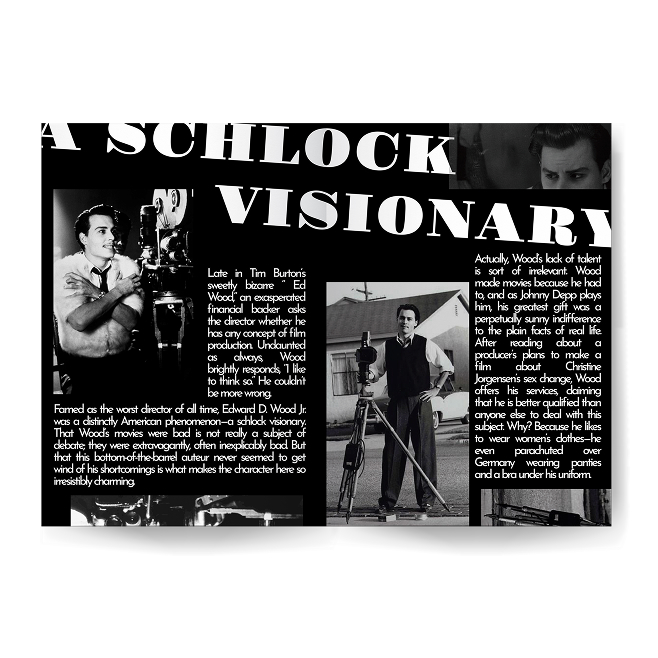 A SCHLOCK
VISIONARY
Late in Tim Burton's
sweetly bizarre " Ed
Wood," an exasperated
financial backer asks
the director whether he
has any concept of film
production. Undaunted
as always, Wood
brightly responds, "I like
to think so." He couldn't
be more wrong.
Famed as the worst director of all time, Edward D. Wood Jr.
was a distinctly American phenomenon—a schlock visionary.
That Wood's movies were bad is not really a subject of
debate; they were extravagantly, often inexplicably bad. But
that this bottom-of-the-barrel auteur never seemed to get
wind of his shortcomings is what makes the character here so
irresistibly charming.
Actually, Wood's lack of talent
is sort of irrelevant. Wood
made movies because he had
to, and as Johnny Depp plays
him, his greatest gift was a
perpetually sunny indifference
to the plain facts of real life.
After reading about a
producer's plans to make a
film about Christine
Jorgensen's sex change, Wood
offers his services, claiming
that he is better qualified than
anyone else to deal with this
subject. Why? Because he likes
to wear women's clothes—he
even parachuted over
Germany wearing panties
and a bra under his uniform.